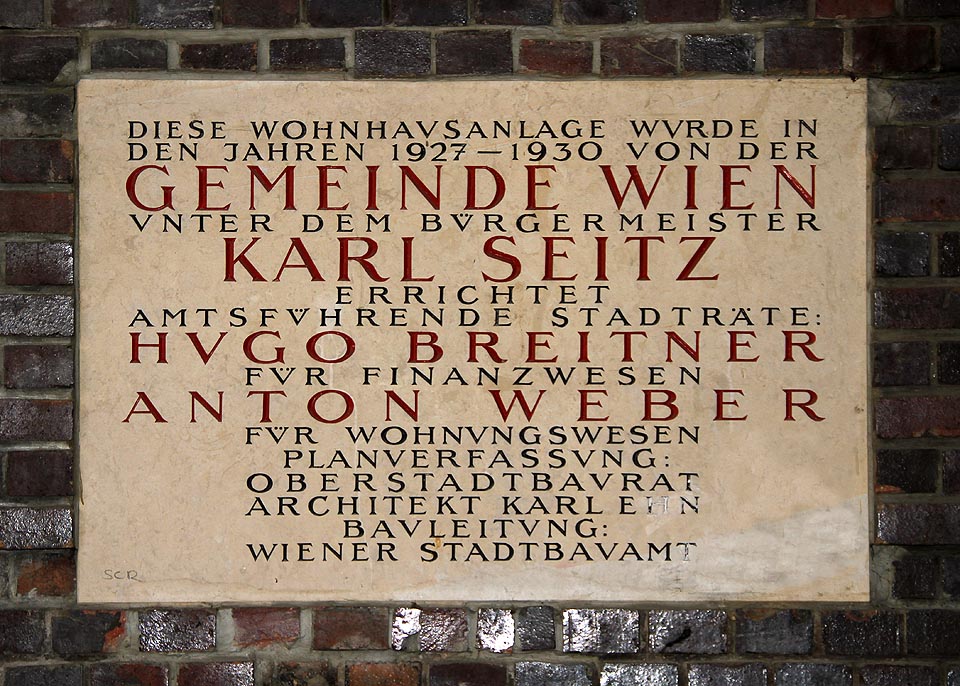 DIESE WOHNHAVSANLAGE WVRDE IN
DEN JAHREN 1927—1930 VON DER
GEMEINDE WIEN
VNTER DEM BÜRGERMEISTER
KARL SEITZ
ERRICHTET
AMTSFÜHRENDE STADTRÄTE:
HVGO BREITNER
FÜR FINANZWESEN
ANTON WEBER
FÜR WOHNVNGSWESEN
PLANVERFASSVNG:
OBERSTADTBAVRAT
ARCHITEKT KARL EHN
BAVLEITVNG:
WIENER STADTBAVAMT